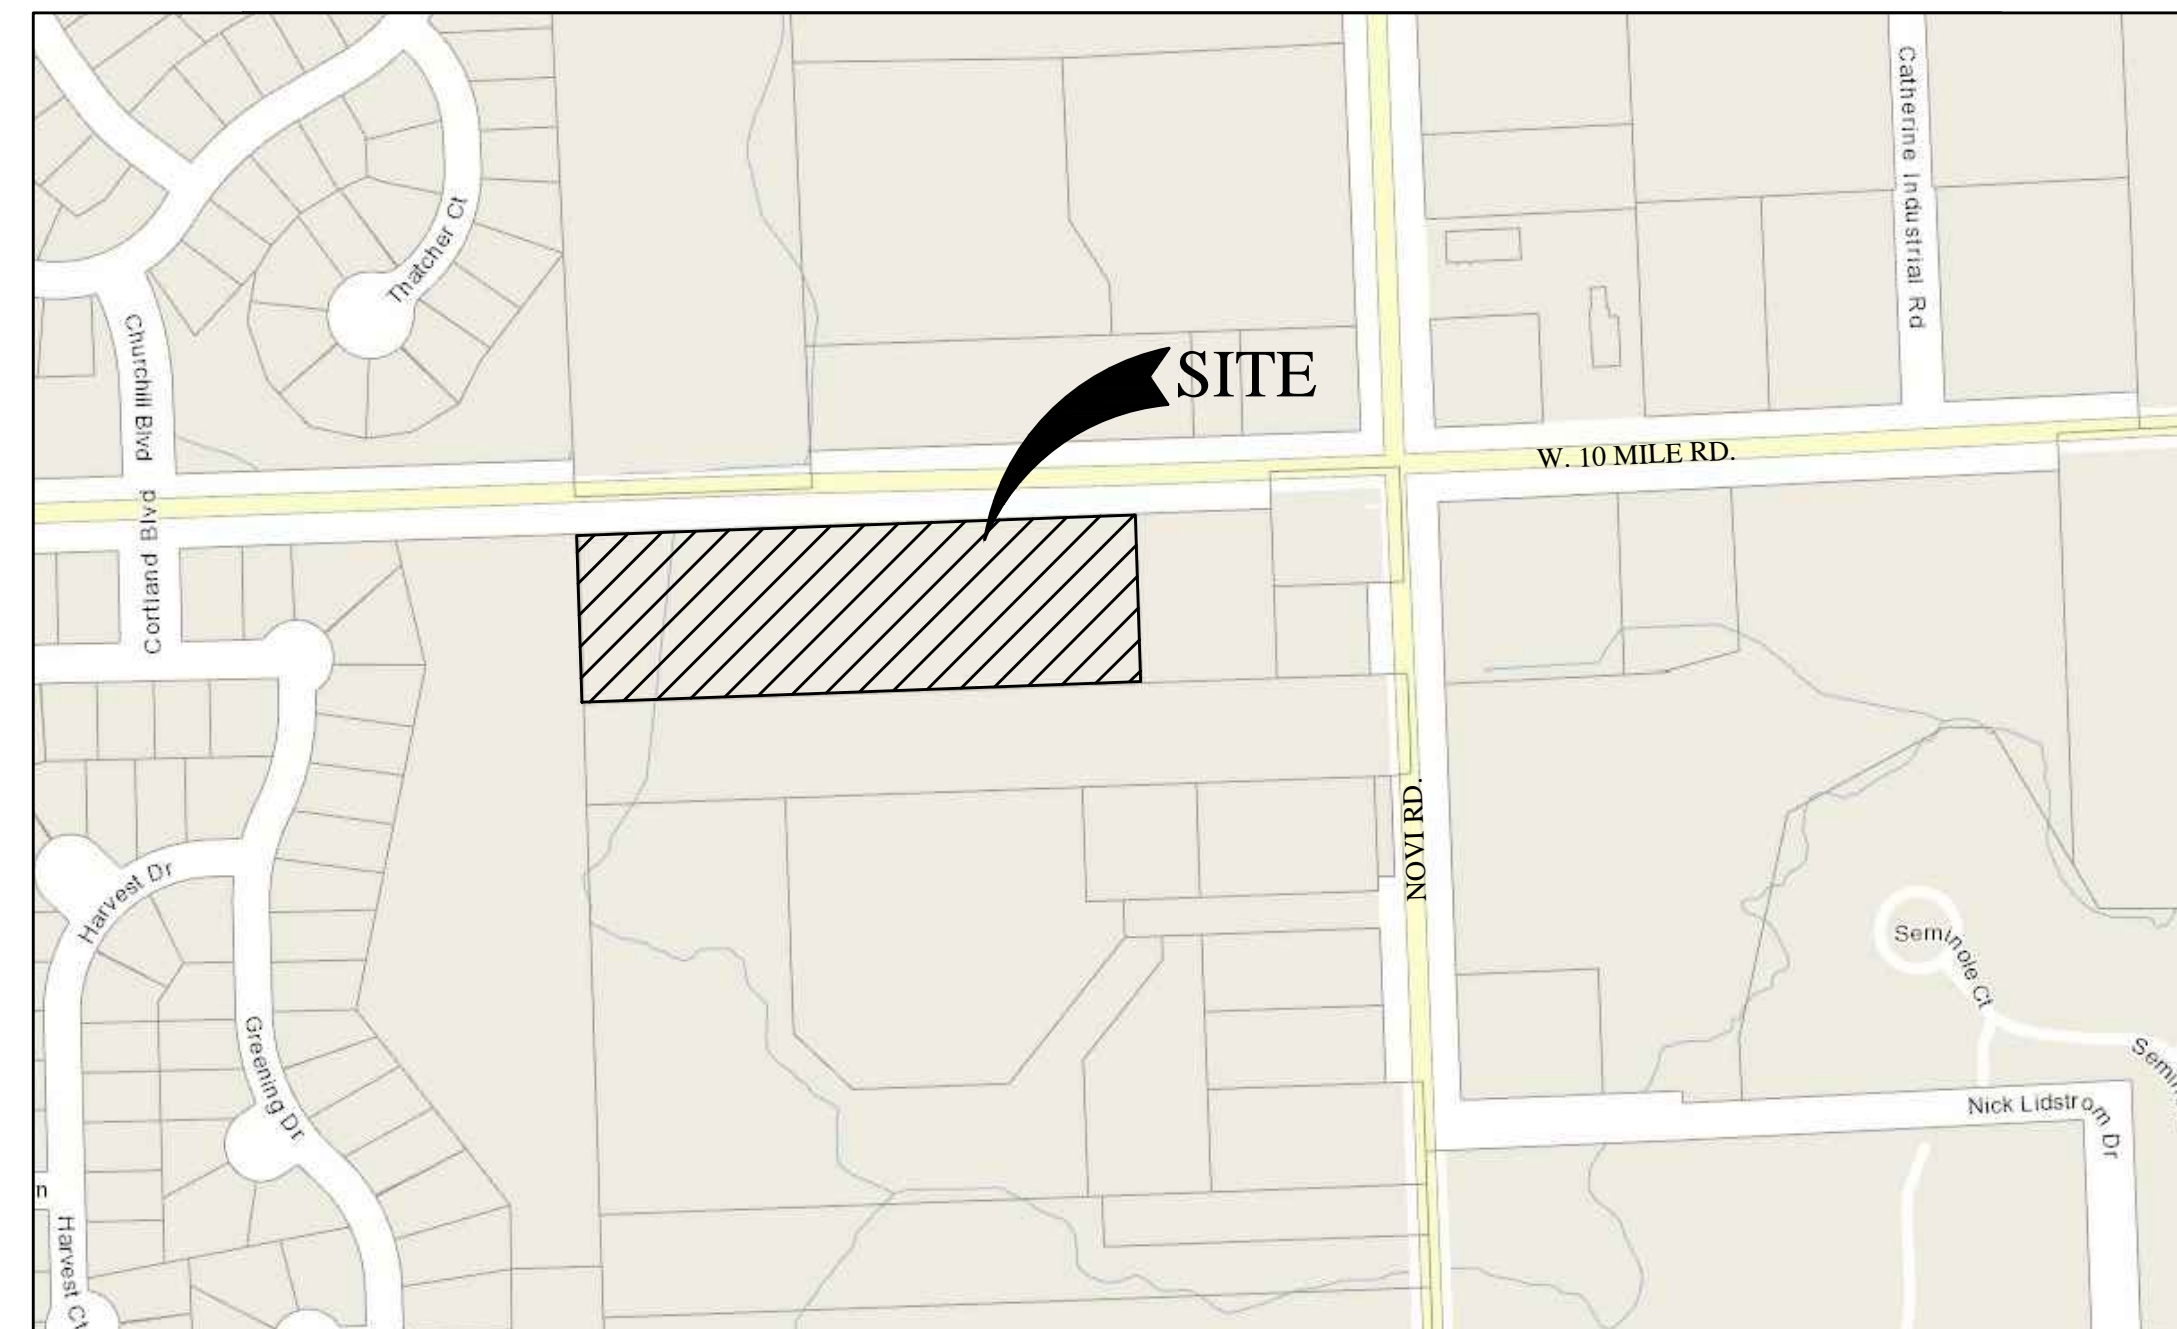 Catherine Industrial Rd
Thatcher Ct
Churchill Blvd
SITE
W. 10 MILE RD.
Cortland Blvd
NOVI RD.
Harvest Dr
Seminole Ct
Greening Dr
Nick Lidstrom Dr
n
Harvest Ct